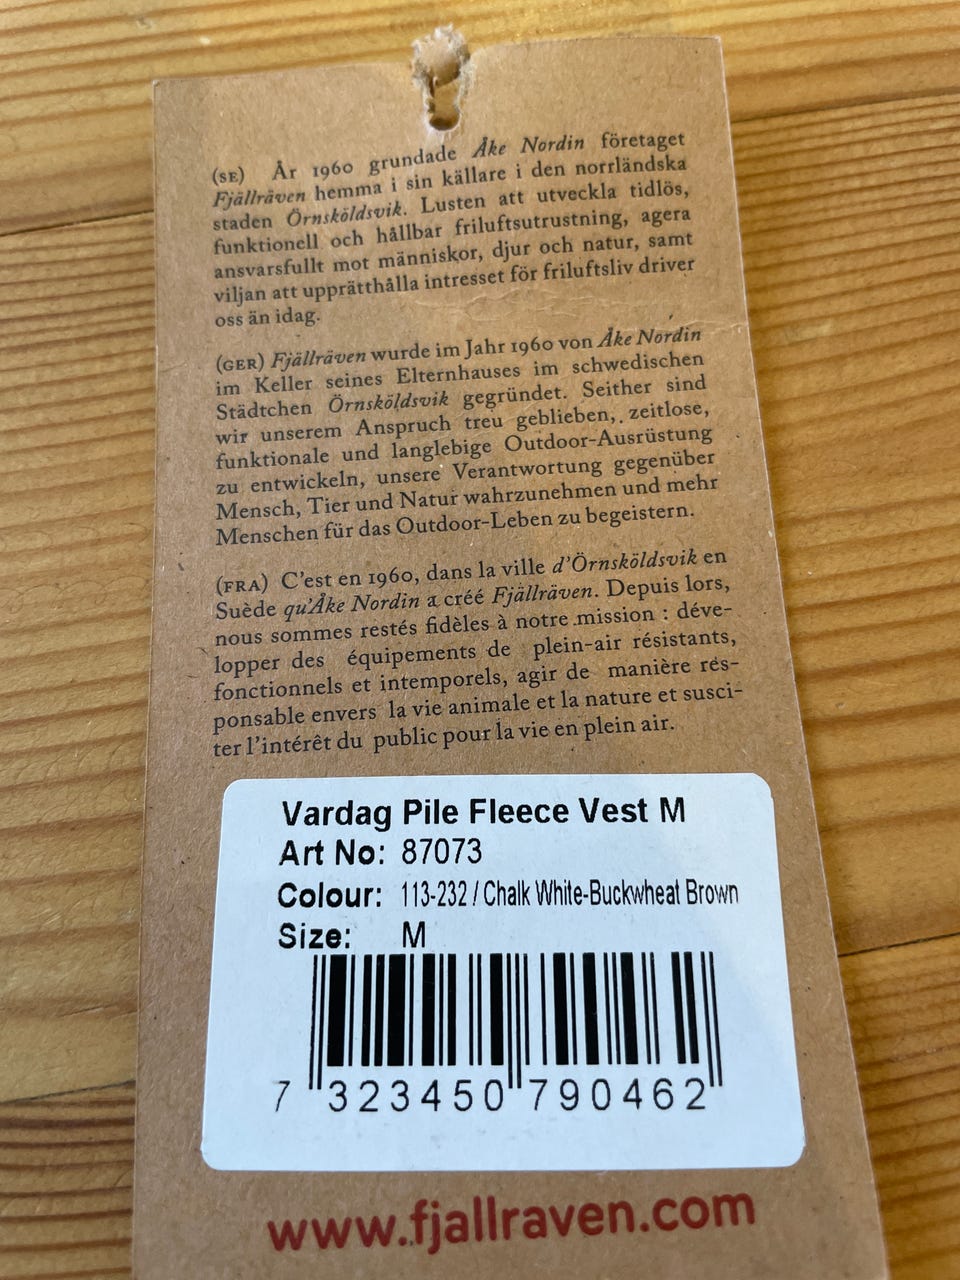 (SE) År 1960 grundade Åke Nordin företaget
Fjällräven hemma i sin källare i den norrländska
staden Örnsköldsvik. Lusten att utveckla tidlös,
funktionell och hållbar friluftsutrustning, agera
ansvarsfullt mot människor, djur och natur, samt
viljan att upprätthålla intresset för friluftsliv driver
oss än idag.
(GER) Fjällräven wurde im Jahr 1960 von Åke Nordin
im Keller seines Elternhauses im schwedischen
Städtchen Örnsköldsvik gegründet. Seither sind
wir unserem Anspruch treu geblieben, zeitlose,
funktionale und langlebige Outdoor-Ausrüstung
zu entwickeln, unsere Verantwortung gegenüber
Mensch, Tier und Natur wahrzunehmen und mehr
Menschen für das Outdoor-Leben zu begeistern.
(FRA) C'est en 1960, dans la ville d'Örnsköldsvik en
Suède qu'Åke Nordin a créé Fjällräven. Depuis lors,
nous sommes restés fidèles à notre mission : déve-
lopper des équipements de plein-air résistants,
fonctionnels et intemporels, agir de manière res-
ponsable envers la vie animale et la nature et susci-
ter l'intérêt du public pour la vie en plein air.
Vardag Pile Fleece Vest M
Art No: 87073
Colour: 113-232 / Chalk White-Buckwheat Brown
Size: M
7 323450 790462
www.fjallraven.com